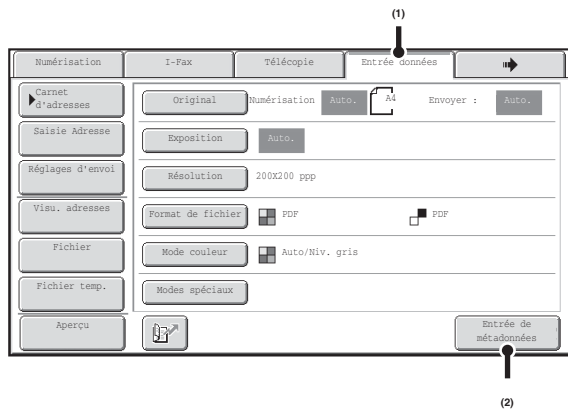 (1)
Numérisation
I-Fax
Télécopie
Entrée données
Carnet
d'adresses
Original
Numérisation
Auto.
A4
Envoyer :
Auto.
Saisie Adresse
Exposition
Auto.
Réglages d'envoi
Résolution
200X200 ppp
Visu. adresses
Format de fichier
PDF
PDF
Fichier
Mode couleur
Auto/Niv. gris
Fichier temp.
Modes spéciaux
Aperçu
Entrée de
métadonnées
(2)